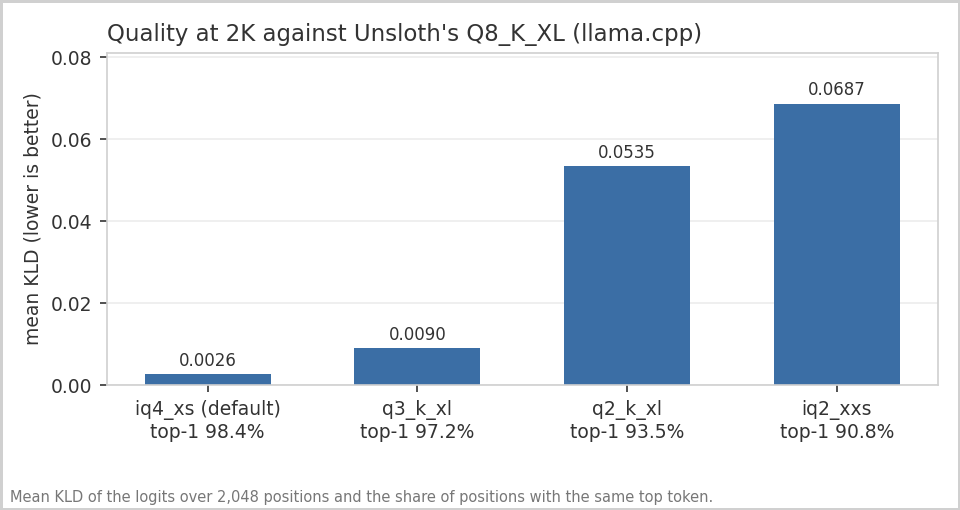 Quality at 2K against Unsloth's Q8_K_XL (llama.cpp)
mean KLD (lower is better)
0.08
0.06
0.04
0.02
0.00
0.0026
0.0090
0.0535
0.0687
iq4_xs (default)
top-1 98.4%
q3_k_xl
top-1 97.2%
q2_k_xl
top-1 93.5%
iq2_xxs
top-1 90.8%
Mean KLD of the logits over 2,048 positions and the share of positions with the same top token.